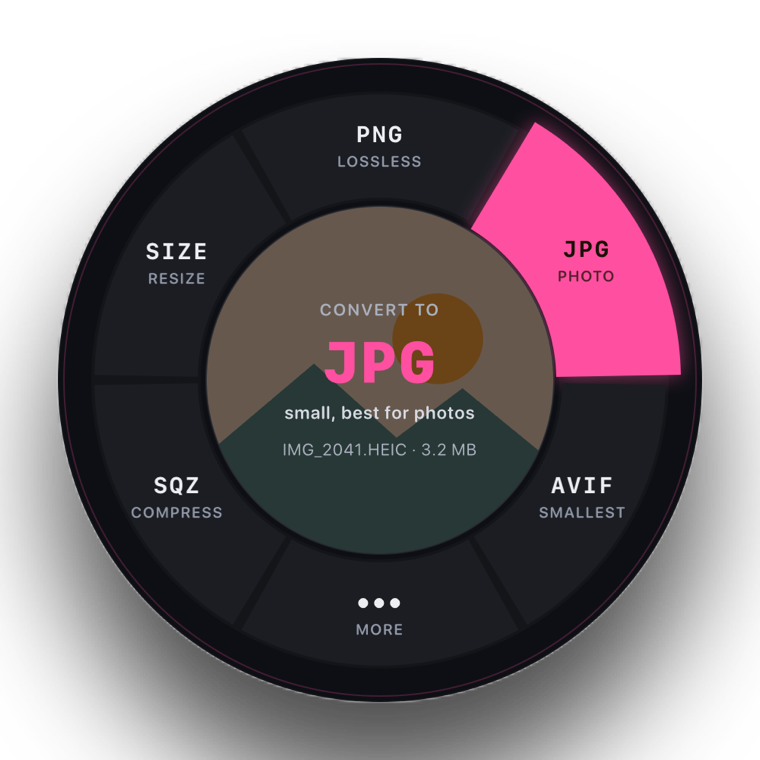 PNG
LOSSLESS
SIZE
RESIZE
JPG
PHOTO
CONVERT TO
JPG
small, best for photos
IMG_2041.HEIC · 3.2 MB
SQZ
COMPRESS
AVIF
SMALLEST
•••
MORE